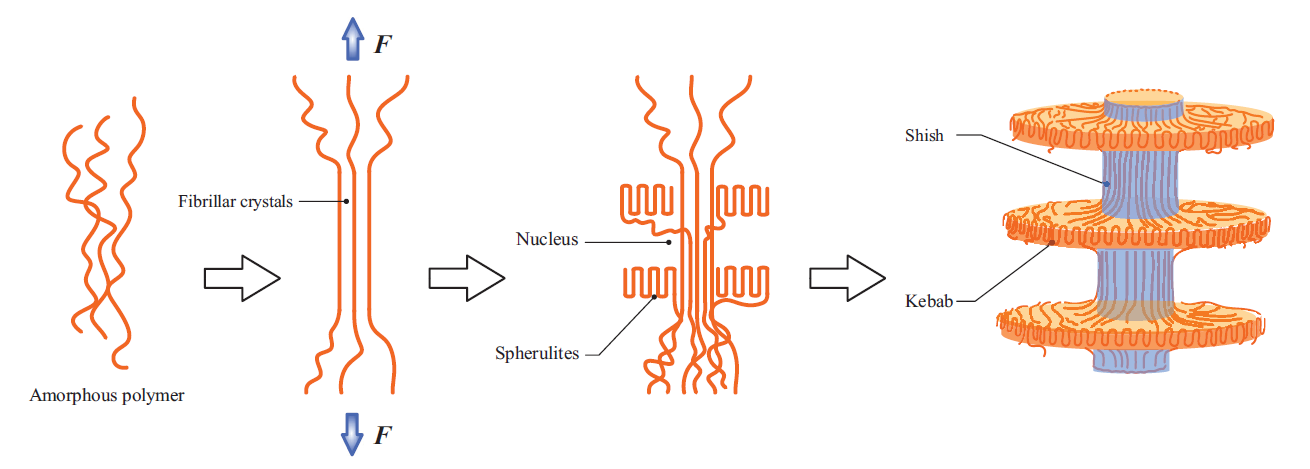 F
Fibrillar crystals
F
Amorphous polymer
Nucleus
Spherulites
Shish
Kebab